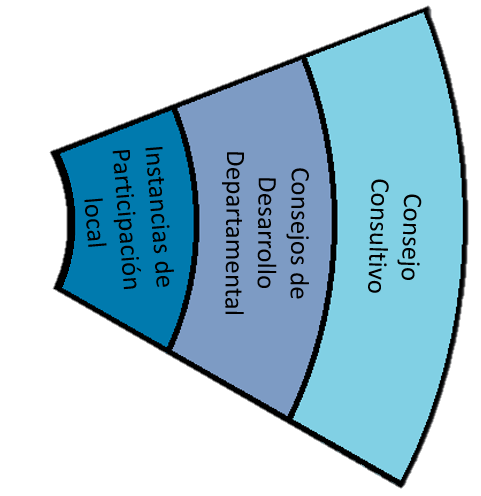 Consejo
Consultivo
Consejos de
Desarrollo
Departamental
Instancias de
Participación
local